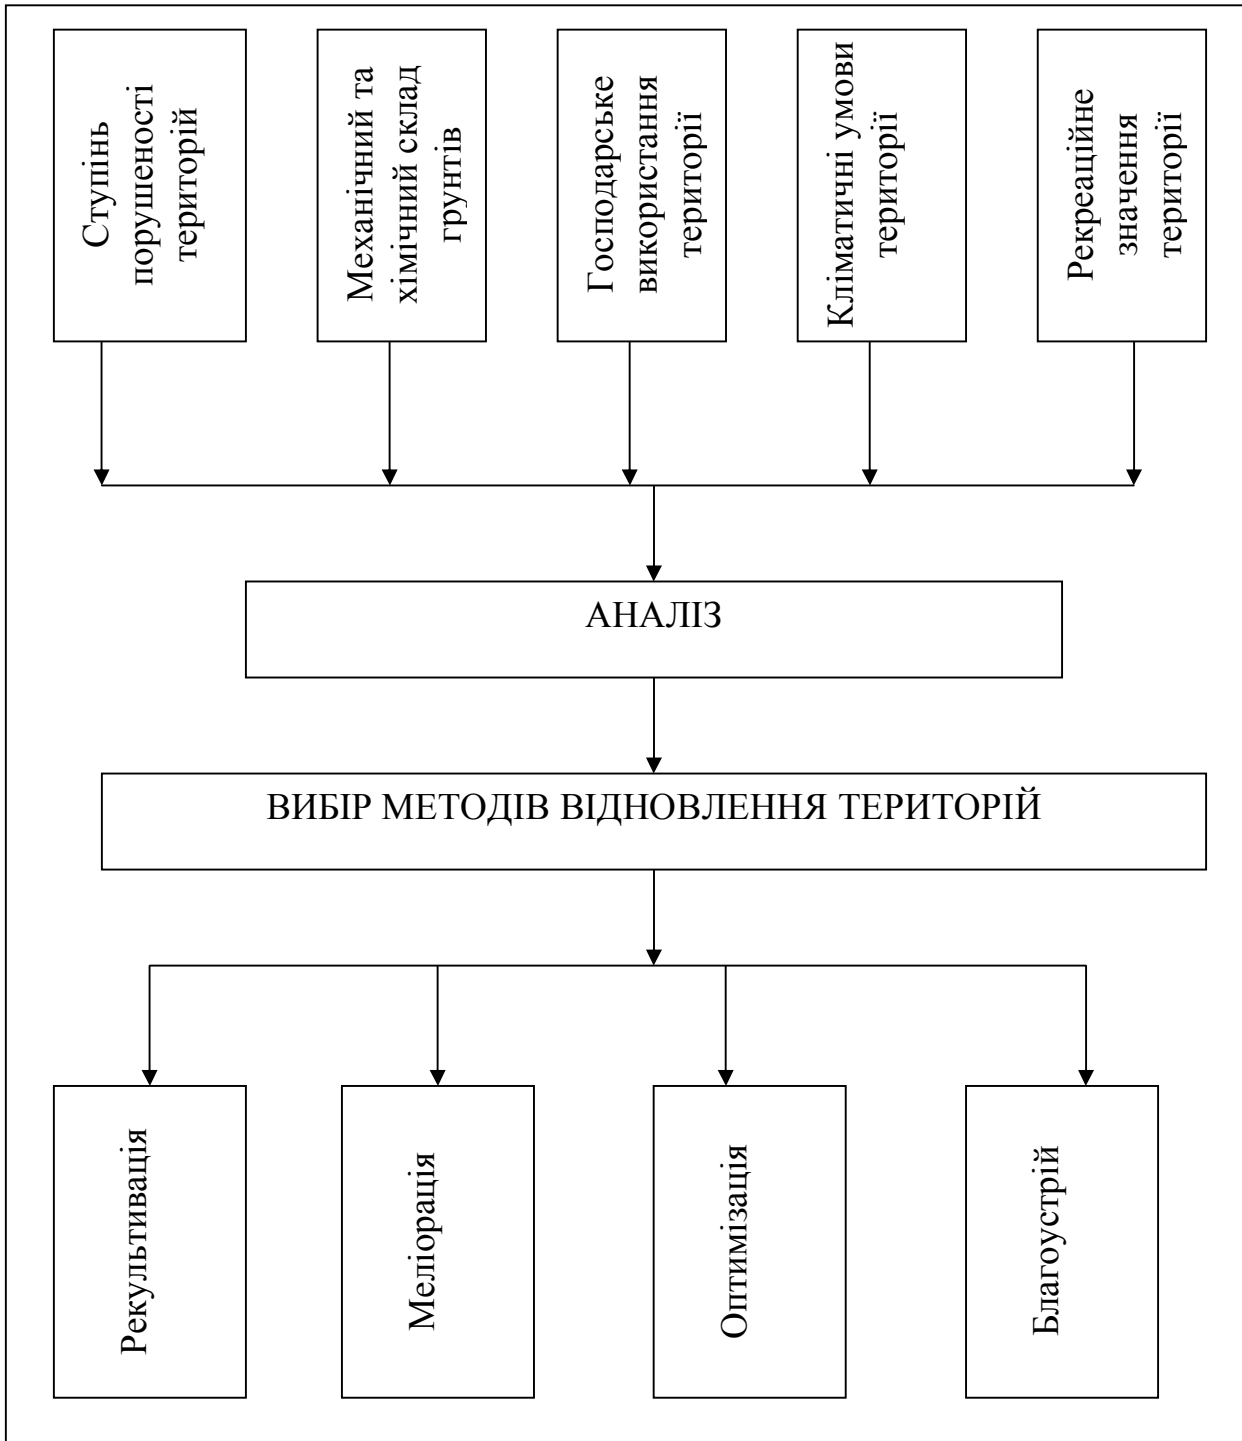 Ступінь
порушеності
територій
Механічний та
хімічний склад
грунтів
Господарське
використання
території
Кліматичні умови
території
Рекреаційне
значення
території
АНАЛІЗ
ВИБІР МЕТОДІВ ВІДНОВЛЕННЯ ТЕРИТОРІЙ
Рекультивація
Меліорація
Оптимізація
Благоустрій